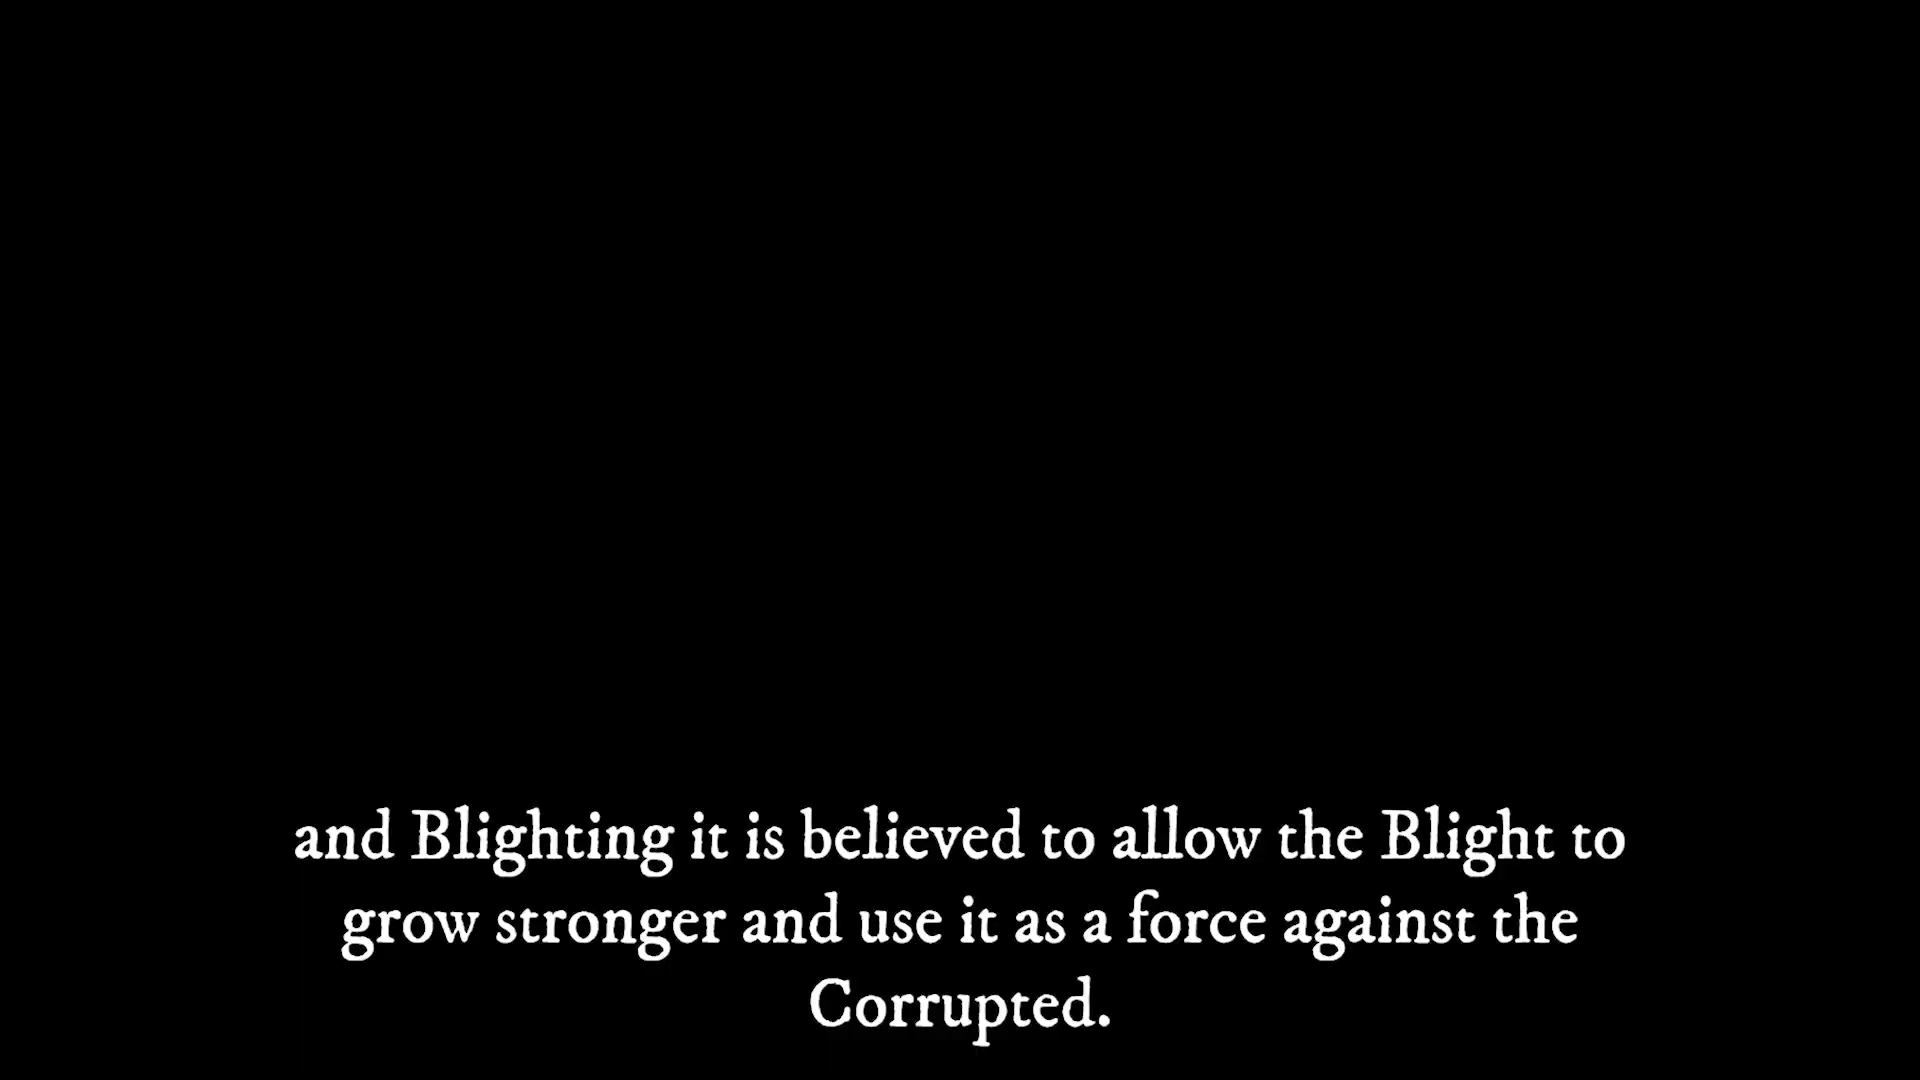 and Blighting it is believed to allow the Blight to
grow stronger and use it as a force against the
Corrupted.